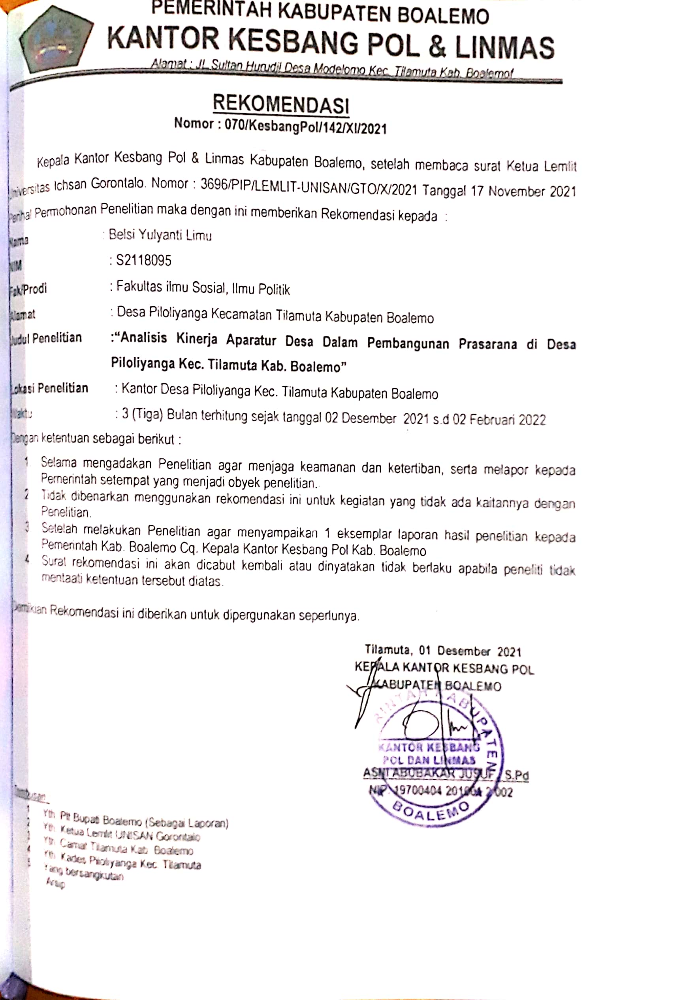 PEMERINTAH KABUPATEN BOALEMO
KANTOR KESBANG POL & LINMAS
Alamat : Jl. Sultan Hurudji Desa Modelomo Kec. Tilamuta Kab. Boalemo
REKOMENDASI
Nomor : 070/KesbangPol/142/XI/2021
Kepala Kantor Kesbang Pol & Linmas Kabupaten Boalemo, setelah membaca surat Ketua Lemlit
Universitas Ichsan Gorontalo. Nomor : 3696/PIP/LEMLIT-UNISAN/GTO/X/2021 Tanggal 17 November 2021
Perihal Permohonan Penelitian maka dengan ini memberikan Rekomendasi kepada :
Nama : Belsi Yulyanti Limu
NIM : S2118095
Fak/Prodi : Fakultas ilmu Sosial, Ilmu Politik
Alamat : Desa Piloliyanga Kecamatan Tilamuta Kabupaten Boalemo
Judul Penelitian :“Analisis Kinerja Aparatur Desa Dalam Pembangunan Prasarana di Desa
Piloliyanga Kec. Tilamuta Kab. Boalemo”
Lokasi Penelitian : Kantor Desa Piloliyanga Kec. Tilamuta Kabupaten Boalemo
Waktu : 3 (Tiga) Bulan terhitung sejak tanggal 02 Desember 2021 s.d 02 Februari 2022
Dengan ketentuan sebagai berikut :
1 Selama mengadakan Penelitian agar menjaga keamanan dan ketertiban, serta melapor kepada
Pemerintah setempat yang menjadi obyek penelitian.
2 Tidak dibenarkan menggunakan rekomendasi ini untuk kegiatan yang tidak ada kaitannya dengan
Penelitian.
3 Setelah melakukan Penelitian agar menyampaikan 1 eksemplar laporan hasil penelitian kepada
Pemerintah Kab. Boalemo Cq. Kepala Kantor Kesbang Pol Kab. Boalemo
4 Surat rekomendasi ini akan dicabut kembali atau dinyatakan tidak berlaku apabila peneliti tidak
mentaati ketentuan tersebut diatas.
Demikian Rekomendasi ini diberikan untuk dipergunakan seperlunya.
Tilamuta, 01 Desember 2021
KEPALA KANTOR KESBANG POL
KABUPATEN BOALEMO
RINTAH KABUPATEN
KANTOR KESBANG
POL DAN LINMAS
BOALEMO
ASNI ABUBAKAR JUSUF, S.Pd
NIP. 19700404 2 002
Tembusan
1 Yth Plt Bupati Boalemo (Sebagai Laporan)
2 Yth Ketua Lemlit UNISAN Gorontalo
3 Yth Camat Tilamuta Kab Boalemo
4 Yth Kades Piloliyanga Kec. Tilamuta
5 Yang bersangkutan
Arsip